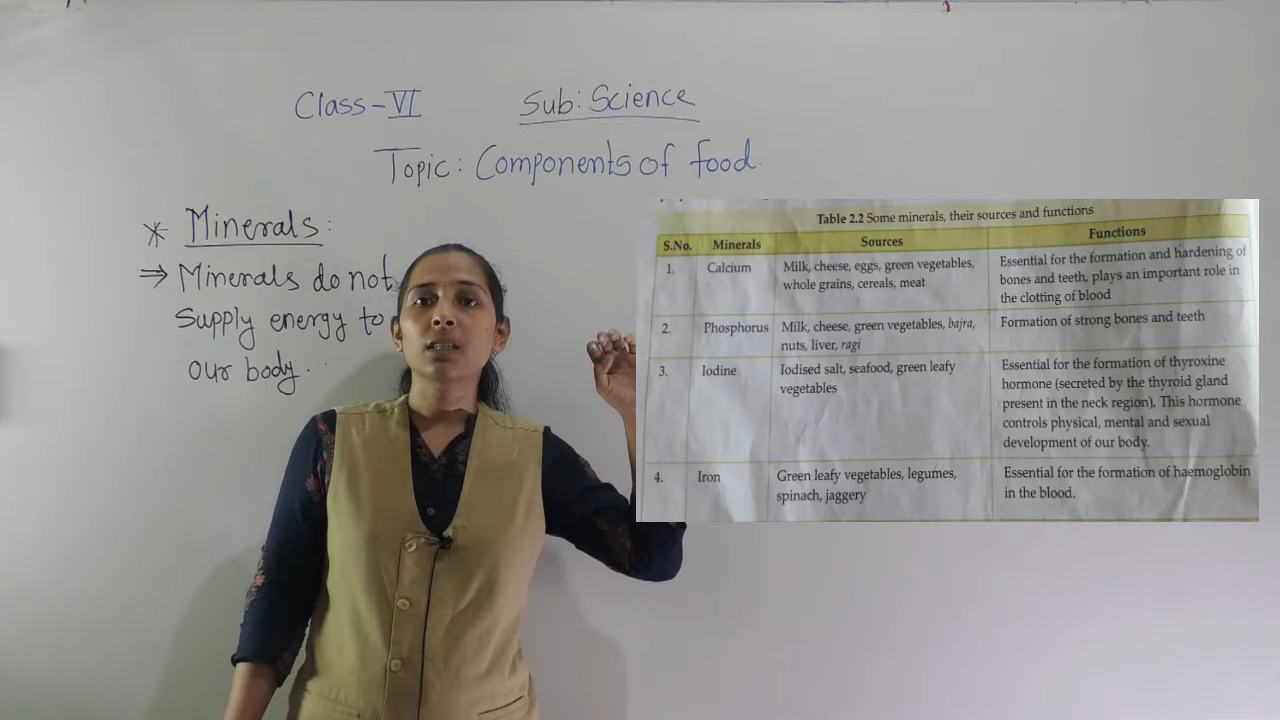 Class-VI Sub: Science
Topic: Components of food.
* Minerals:
⇒ Minerals do not
supply energy to
our body.
Table 2.2 Some minerals, their sources and functions
S.No. Minerals Sources Functions
1. Calcium Milk, cheese, eggs, green vegetables, Essential for the formation and hardening of
whole grains, cereals, meat bones and teeth, plays an important role in
the clotting of blood
2. Phosphorus Milk, cheese, green vegetables, bajra, Formation of strong bones and teeth
nuts, liver, ragi
3. Iodine Iodised salt, seafood, green leafy Essential for the formation of thyroxine
vegetables hormone (secreted by the thyroid gland
present in the neck region). This hormone
controls physical, mental and sexual
development of our body.
4. Iron Green leafy vegetables, legumes, Essential for the formation of haemoglobin
spinach, jaggery in the blood.